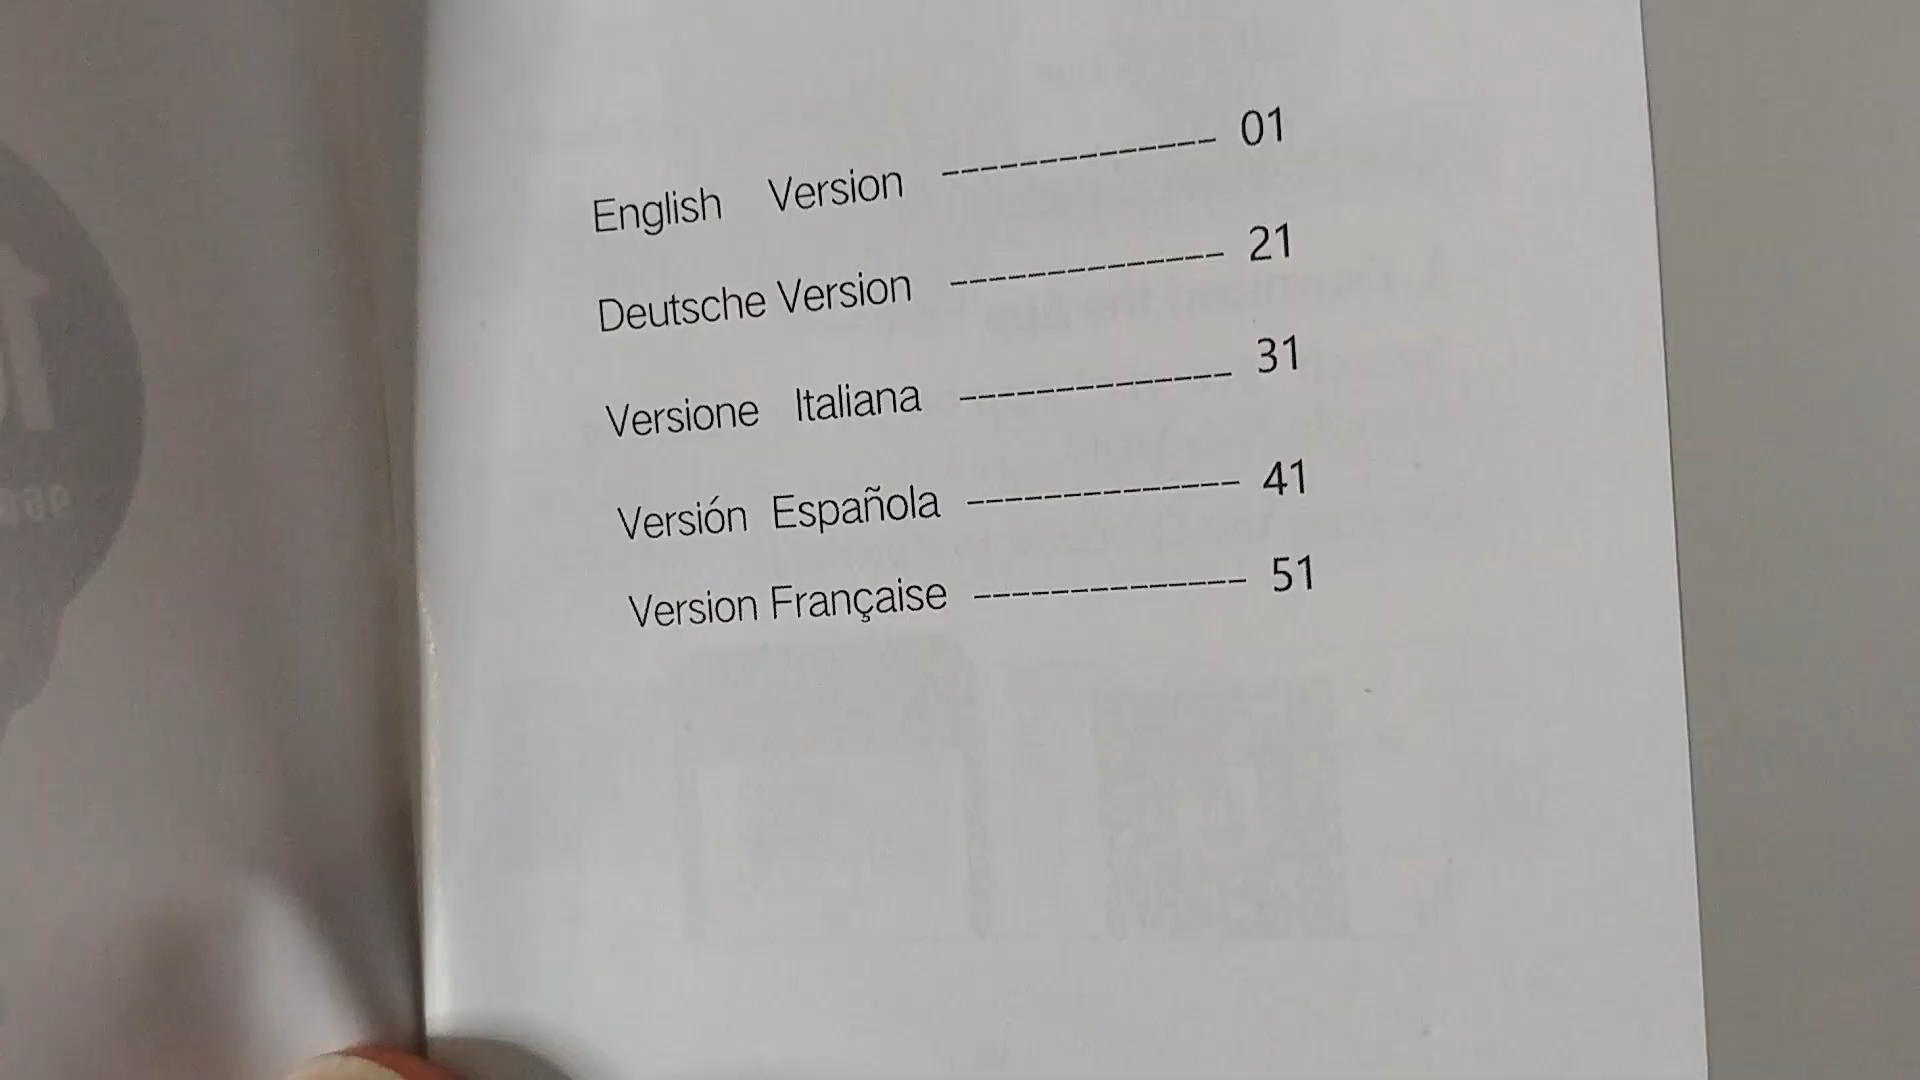 English Version -------------- 01
Deutsche Version -------------- 21
Versione Italiana -------------- 31
Versión Española -------------- 41
Version Française -------------- 51